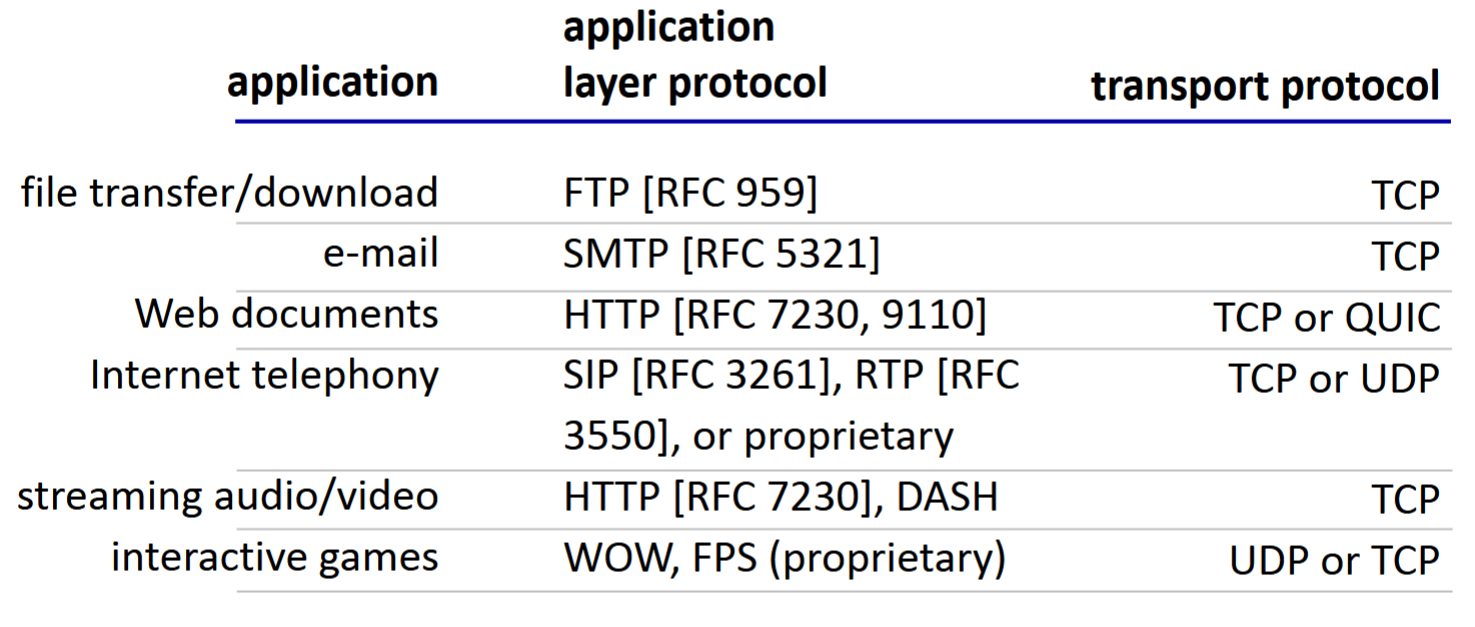 application
application
layer protocol
transport protocol
file transfer/download FTP [RFC 959] TCP
e-mail SMTP [RFC 5321] TCP
Web documents HTTP [RFC 7230, 9110] TCP or QUIC
Internet telephony SIP [RFC 3261], RTP [RFC TCP or UDP
3550], or proprietary
streaming audio/video HTTP [RFC 7230], DASH TCP
interactive games WOW, FPS (proprietary) UDP or TCP